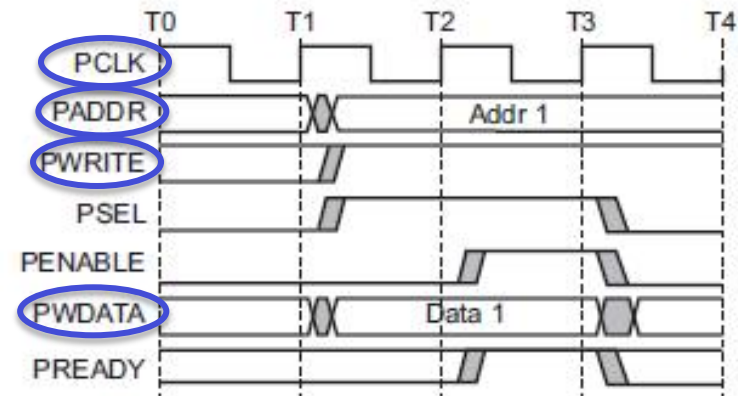 T0 T1 T2 T3 T4
PCLK
PADDR Addr 1
PWRITE
PSEL
PENABLE
PWDATA Data 1
PREADY